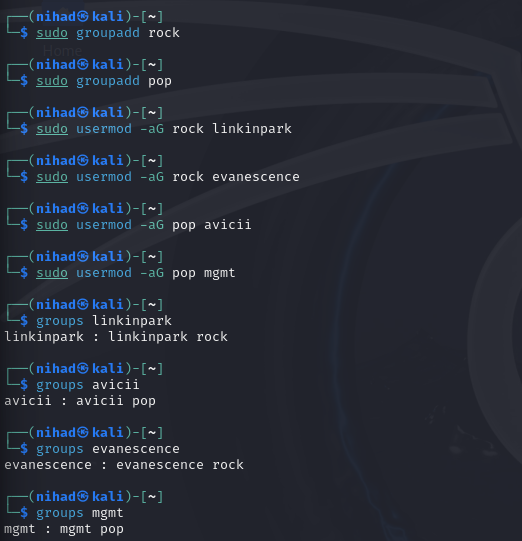 ┌──(nihad㉿kali)-[~]
└─$ sudo groupadd rock
Home
┌──(nihad㉿kali)-[~]
└─$ sudo groupadd pop
┌──(nihad㉿kali)-[~]
└─$ sudo usermod -aG rock linkinpark
┌──(nihad㉿kali)-[~]
└─$ sudo usermod -aG rock evanescence
┌──(nihad㉿kali)-[~]
└─$ sudo usermod -aG pop avicii
┌──(nihad㉿kali)-[~]
└─$ sudo usermod -aG pop mgmt
┌──(nihad㉿kali)-[~]
└─$ groups linkinpark
linkinpark : linkinpark rock
┌──(nihad㉿kali)-[~]
└─$ groups avicii
avicii : avicii pop
┌──(nihad㉿kali)-[~]
└─$ groups evanescence
evanescence : evanescence rock
┌──(nihad㉿kali)-[~]
└─$ groups mgmt
mgmt : mgmt pop